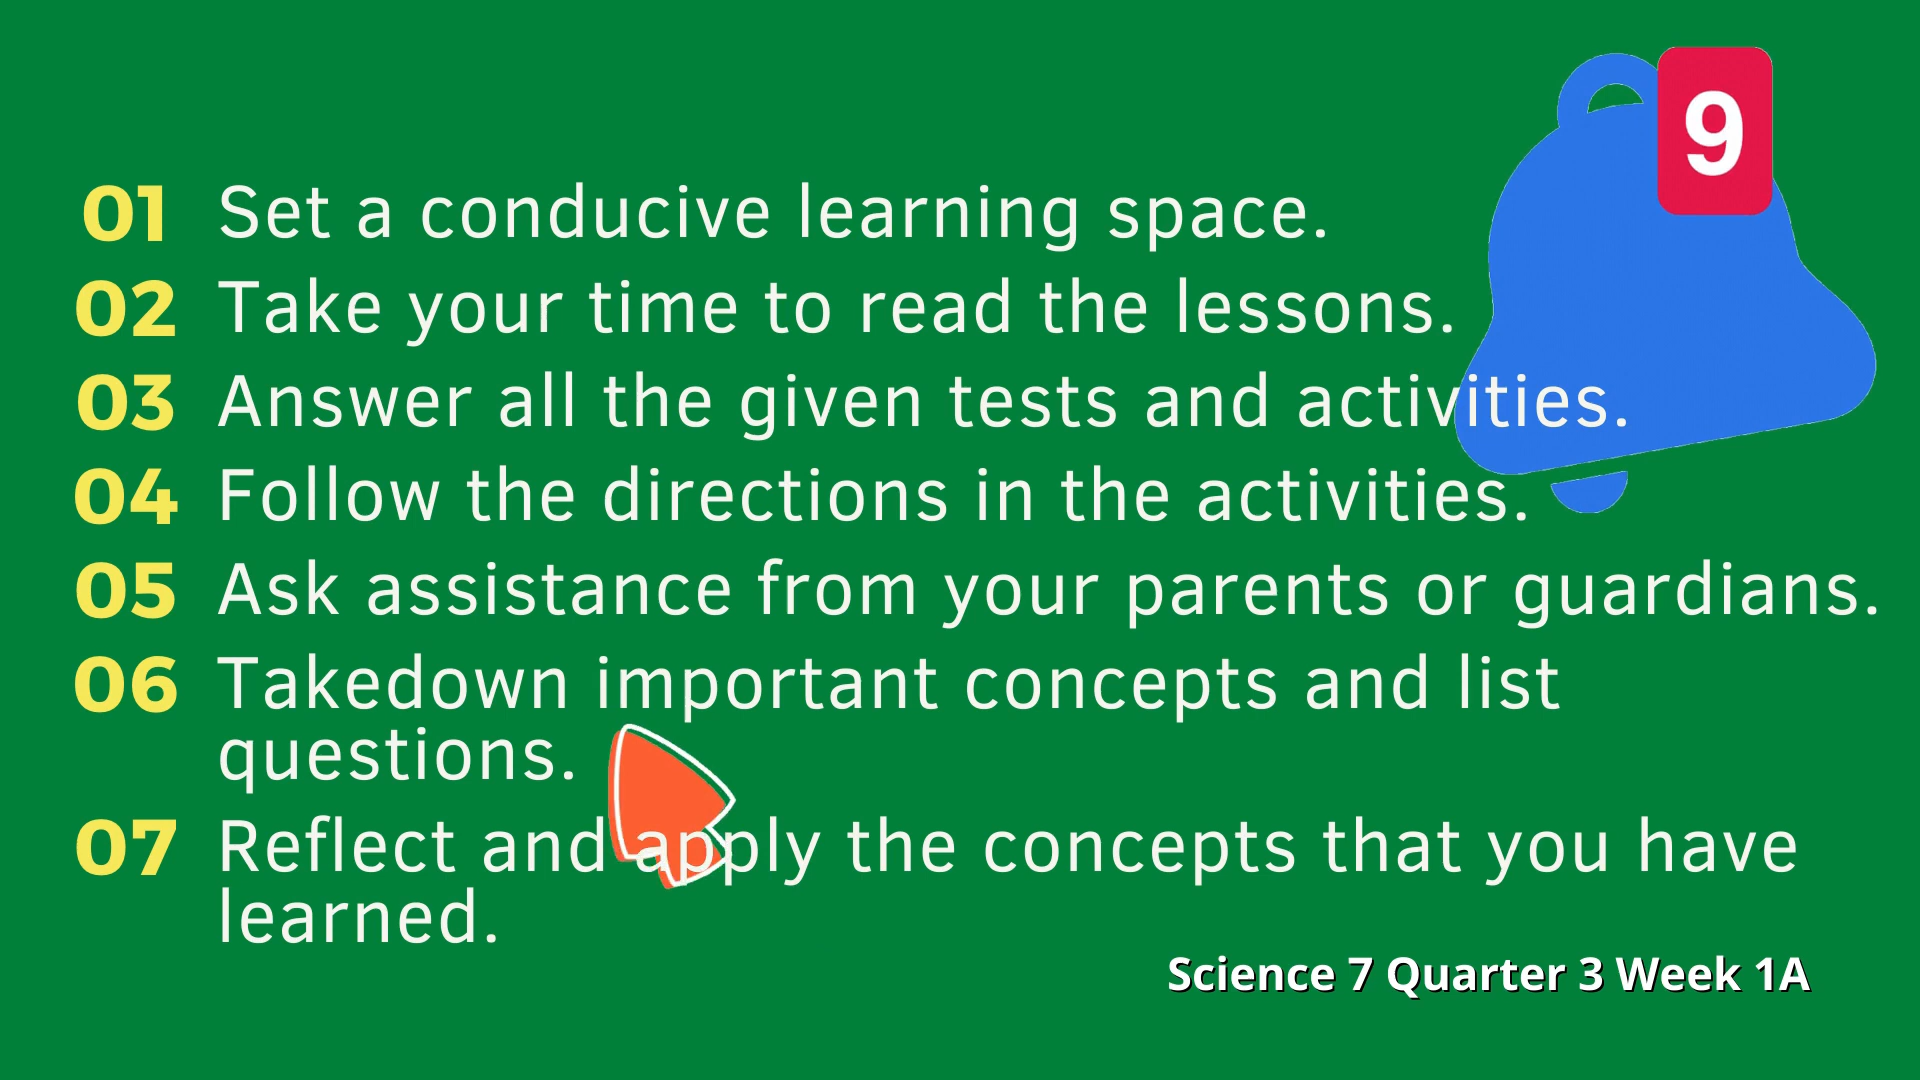 9
01 Set a conducive learning space.
02 Take your time to read the lessons.
03 Answer all the given tests and activities.
04 Follow the directions in the activities.
05 Ask assistance from your parents or guardians.
06 Takedown important concepts and list
questions.
07 Reflect and apply the concepts that you have
learned.
Science 7 Quarter 3 Week 1A